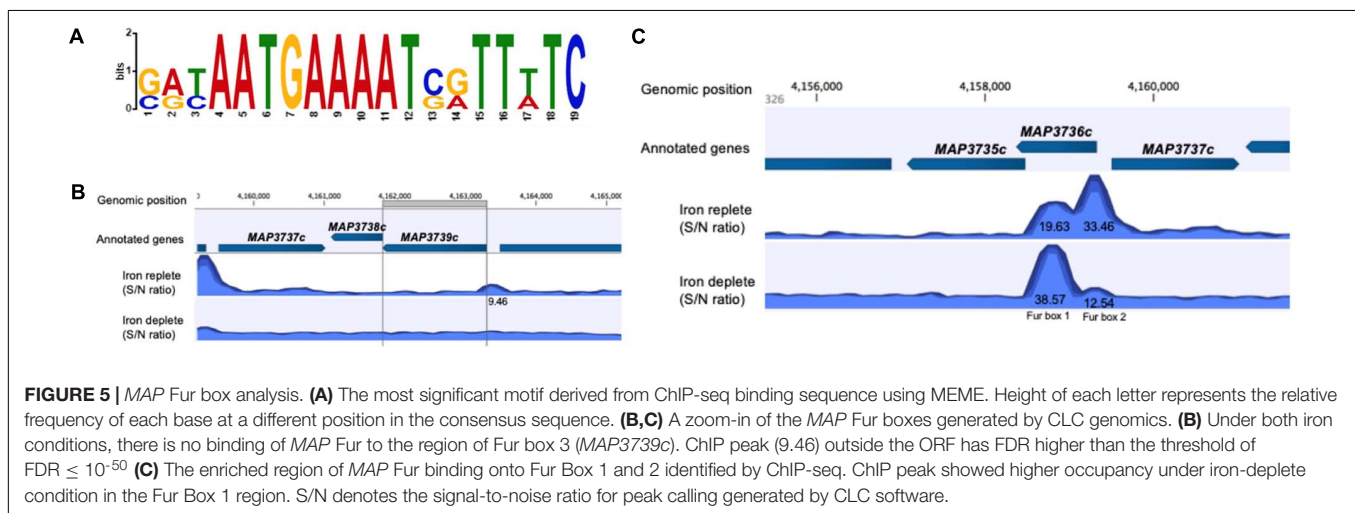 A
2
bits
1
0
GATAATGAAAATCGTTTTC
CGC GA A
1 2 3 4 5 6 7 8 9 10 11 12 13 14 15 16 17 18 19
B
Genomic position
4,160,000 4,161,000 4,162,000 4,163,000 4,164,000 4,165,000
Annotated genes
MAP3737c MAP3738c MAP3739c
Iron replete
(S/N ratio)
9.46
Iron deplete
(S/N ratio)
C
Genomic position
326
4,156,000 4,158,000 4,160,000
Annotated genes
MAP3736c
MAP3735c MAP3737c
Iron replete
(S/N ratio)
19.63 33.46
Iron deplete
(S/N ratio)
38.57 12.54
Fur box 1 Fur box 2
FIGURE 5 | MAP Fur box analysis. (A) The most significant motif derived from ChIP-seq binding sequence using MEME. Height of each letter represents the relative
frequency of each base at a different position in the consensus sequence. (B,C) A zoom-in of the MAP Fur boxes generated by CLC genomics. (B) Under both iron
conditions, there is no binding of MAP Fur to the region of Fur box 3 (MAP3739c). ChIP peak (9.46) outside the ORF has FDR higher than the threshold of
FDR ≤ 10⁻⁵⁰ (C) The enriched region of MAP Fur binding onto Fur Box 1 and 2 identified by ChIP-seq. ChIP peak showed higher occupancy under iron-deplete
condition in the Fur Box 1 region. S/N denotes the signal-to-noise ratio for peak calling generated by CLC software.